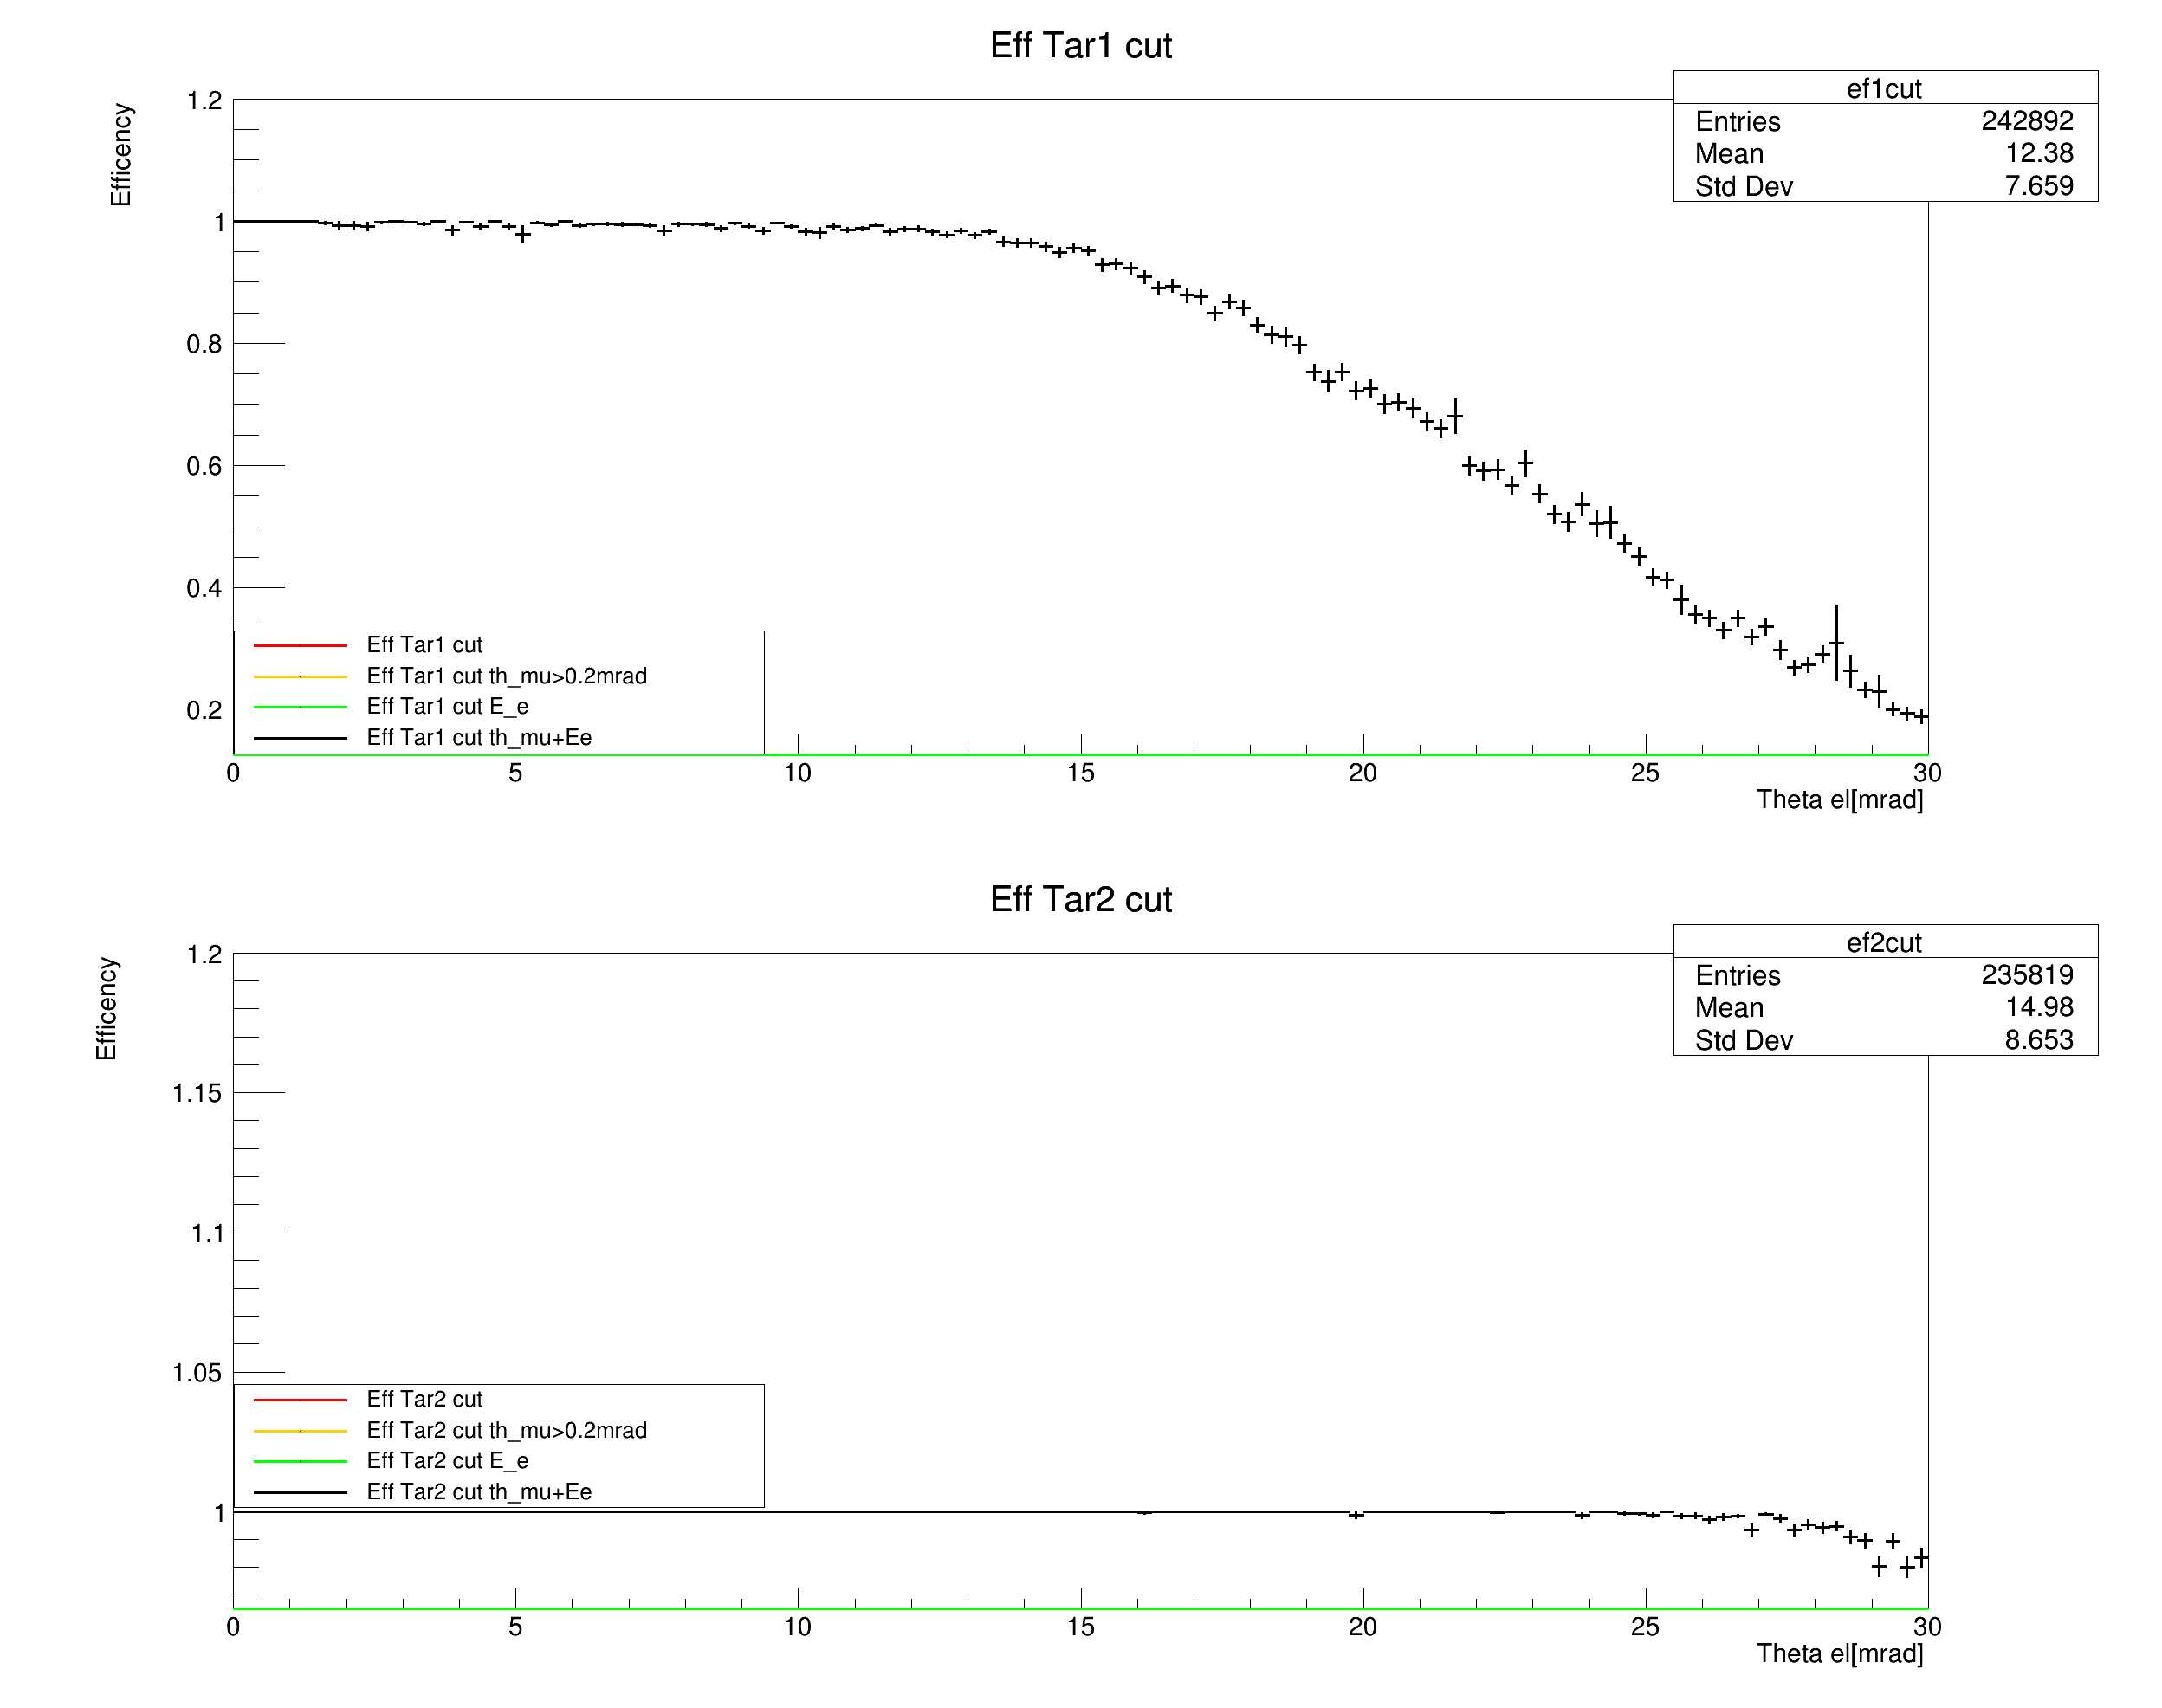 Eff Tar1 cut
ef1cut
Entries 242892
Mean 12.38
Std Dev 7.659
Efficency
1.2
1
0.8
0.6
0.4
0.2
Eff Tar1 cut
Eff Tar1 cut th_mu>0.2mrad
Eff Tar1 cut E_e
Eff Tar1 cut th_mu+Ee
0 5 10 15 20 25 30
Theta el[mrad]
Eff Tar2 cut
ef2cut
Entries 235819
Mean 14.98
Std Dev 8.653
Efficency
1.2
1.15
1.1
1.05
1
Eff Tar2 cut
Eff Tar2 cut th_mu>0.2mrad
Eff Tar2 cut E_e
Eff Tar2 cut th_mu+Ee
0 5 10 15 20 25 30
Theta el[mrad]